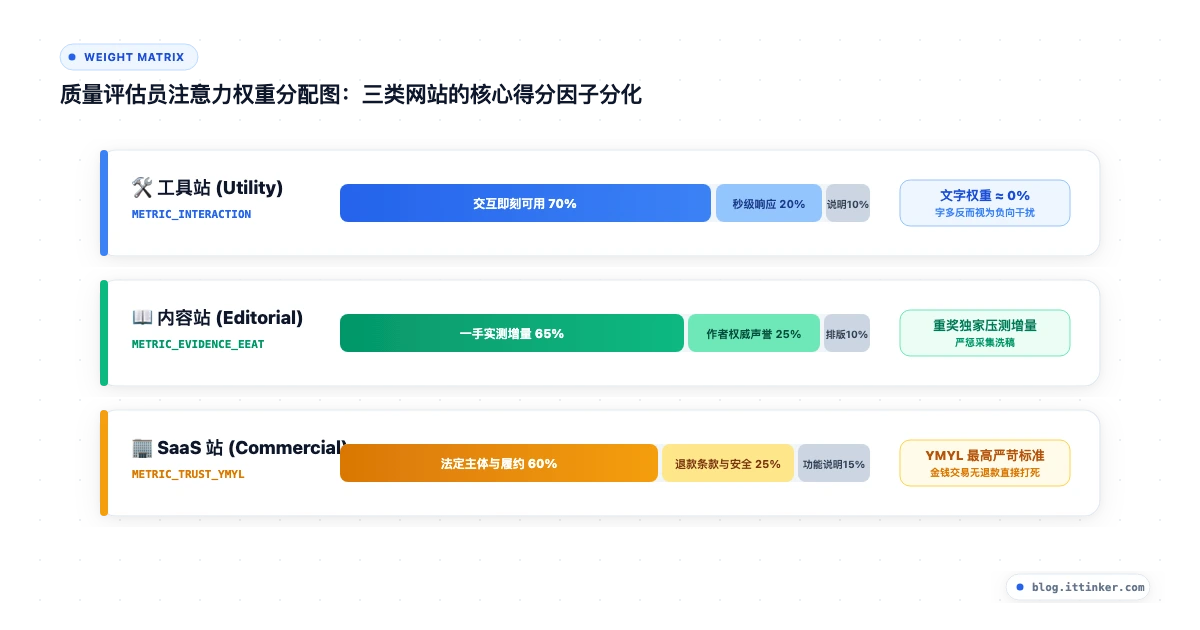 WEIGHT MATRIX
质量评估员注意力权重分配图：三类网站的核心得分因子分化
🛠️ 工具站 (Utility)
METRIC_INTERACTION
交互即刻可用 70%
秒级响应 20%
说明10%
文字权重 ≈ 0%
字多反而视为负向干扰
📖 内容站 (Editorial)
METRIC_EVIDENCE_EEAT
一手实测增量 65%
作者权威声誉 25%
排版10%
重奖独家压测增量
严惩采集洗稿
🏢 SaaS 站 (Commercial)
METRIC_TRUST_YMYL
法定主体与履约 60%
退款条款与安全 25%
功能说明15%
YMYL 最高严苛标准
金钱交易无退款直接打死
blog.ittinker.com